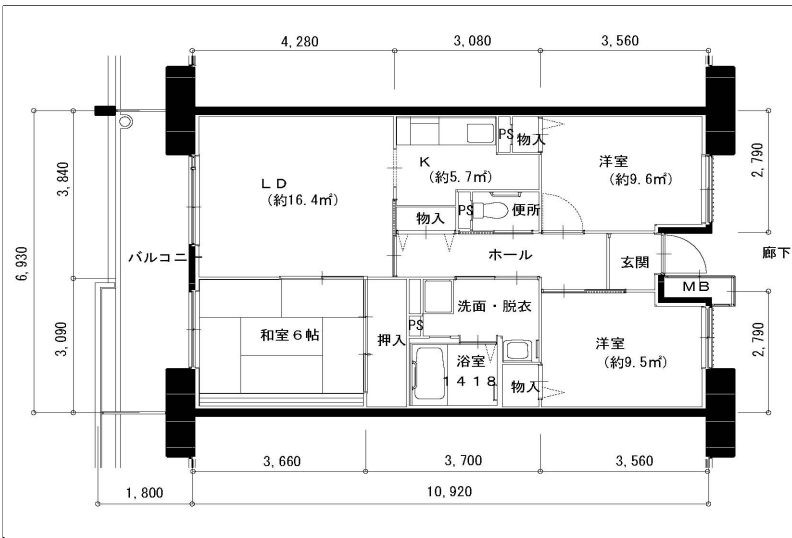 4,280
3,080
3,560
PS
物入
K
(約5.7㎡)
洋室
(約9.6㎡)
2,790
3,840
LD
(約16.4㎡)
PS
便所
物入
6,930
バルコニー
ホール
玄関
廊下
MB
3,090
和室6帖
押入
PS
洗面・脱衣
浴室
1418
物入
洋室
(約9.5㎡)
2,790
3,660
3,700
3,560
1,800
10,920